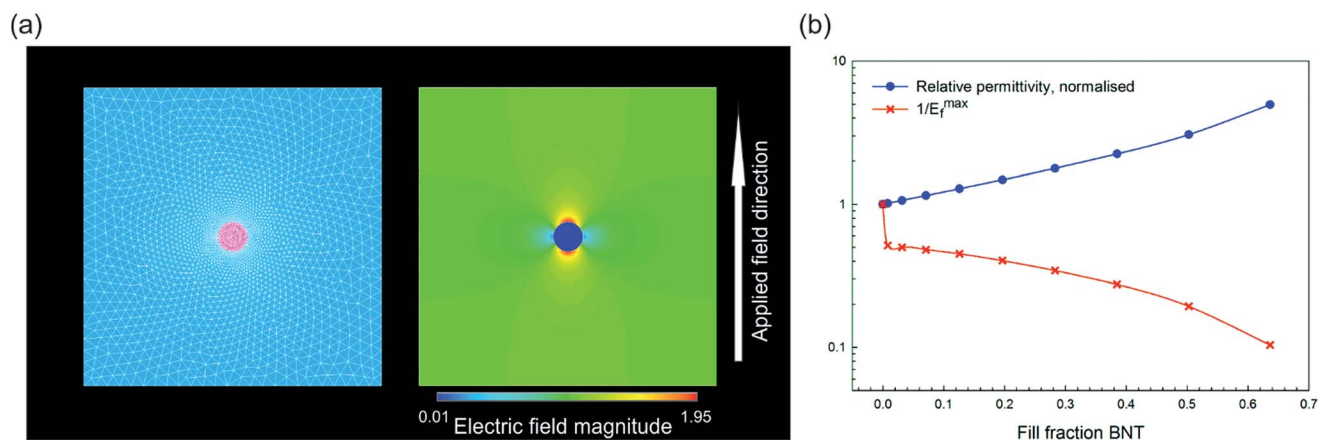 (a)
0.01
Electric field magnitude
1.95
Applied field direction
(b)
Relative permittivity, normalised
1/E_f^max
10
1
0.1
0.0 0.1 0.2 0.3 0.4 0.5 0.6 0.7
Fill fraction BNT